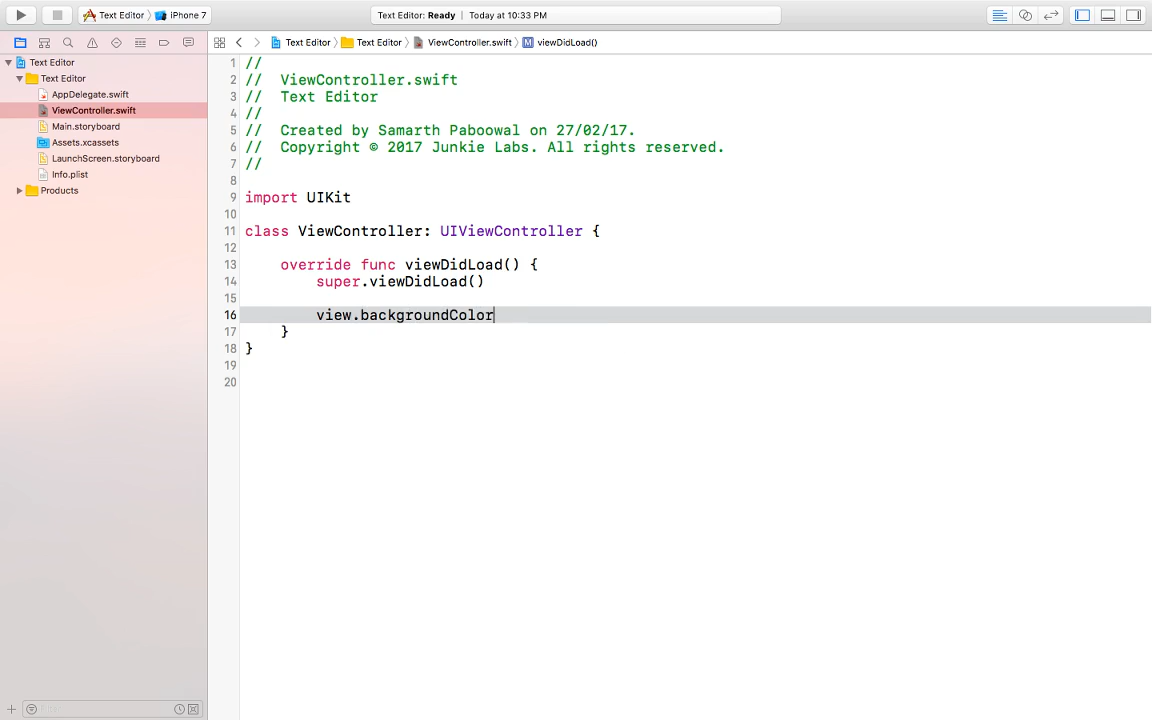 Text Editor 〉 iPhone 7
Text Editor: Ready | Today at 10:33 PM
Text Editor 〉 Text Editor 〉 ViewController.swift 〉 M viewDidLoad()
Text Editor
Text Editor
AppDelegate.swift
ViewController.swift
Main.storyboard
Assets.xcassets
LaunchScreen.storyboard
Info.plist
Products
1 //
2 //  ViewController.swift
3 //  Text Editor
4 //
5 //  Created by Samarth Paboowal on 27/02/17.
6 //  Copyright © 2017 Junkie Labs. All rights reserved.
7 //
8
9 import UIKit
10
11 class ViewController: UIViewController {
12
13     override func viewDidLoad() {
14         super.viewDidLoad()
15
16         view.backgroundColor
17     }
18 }
19
20